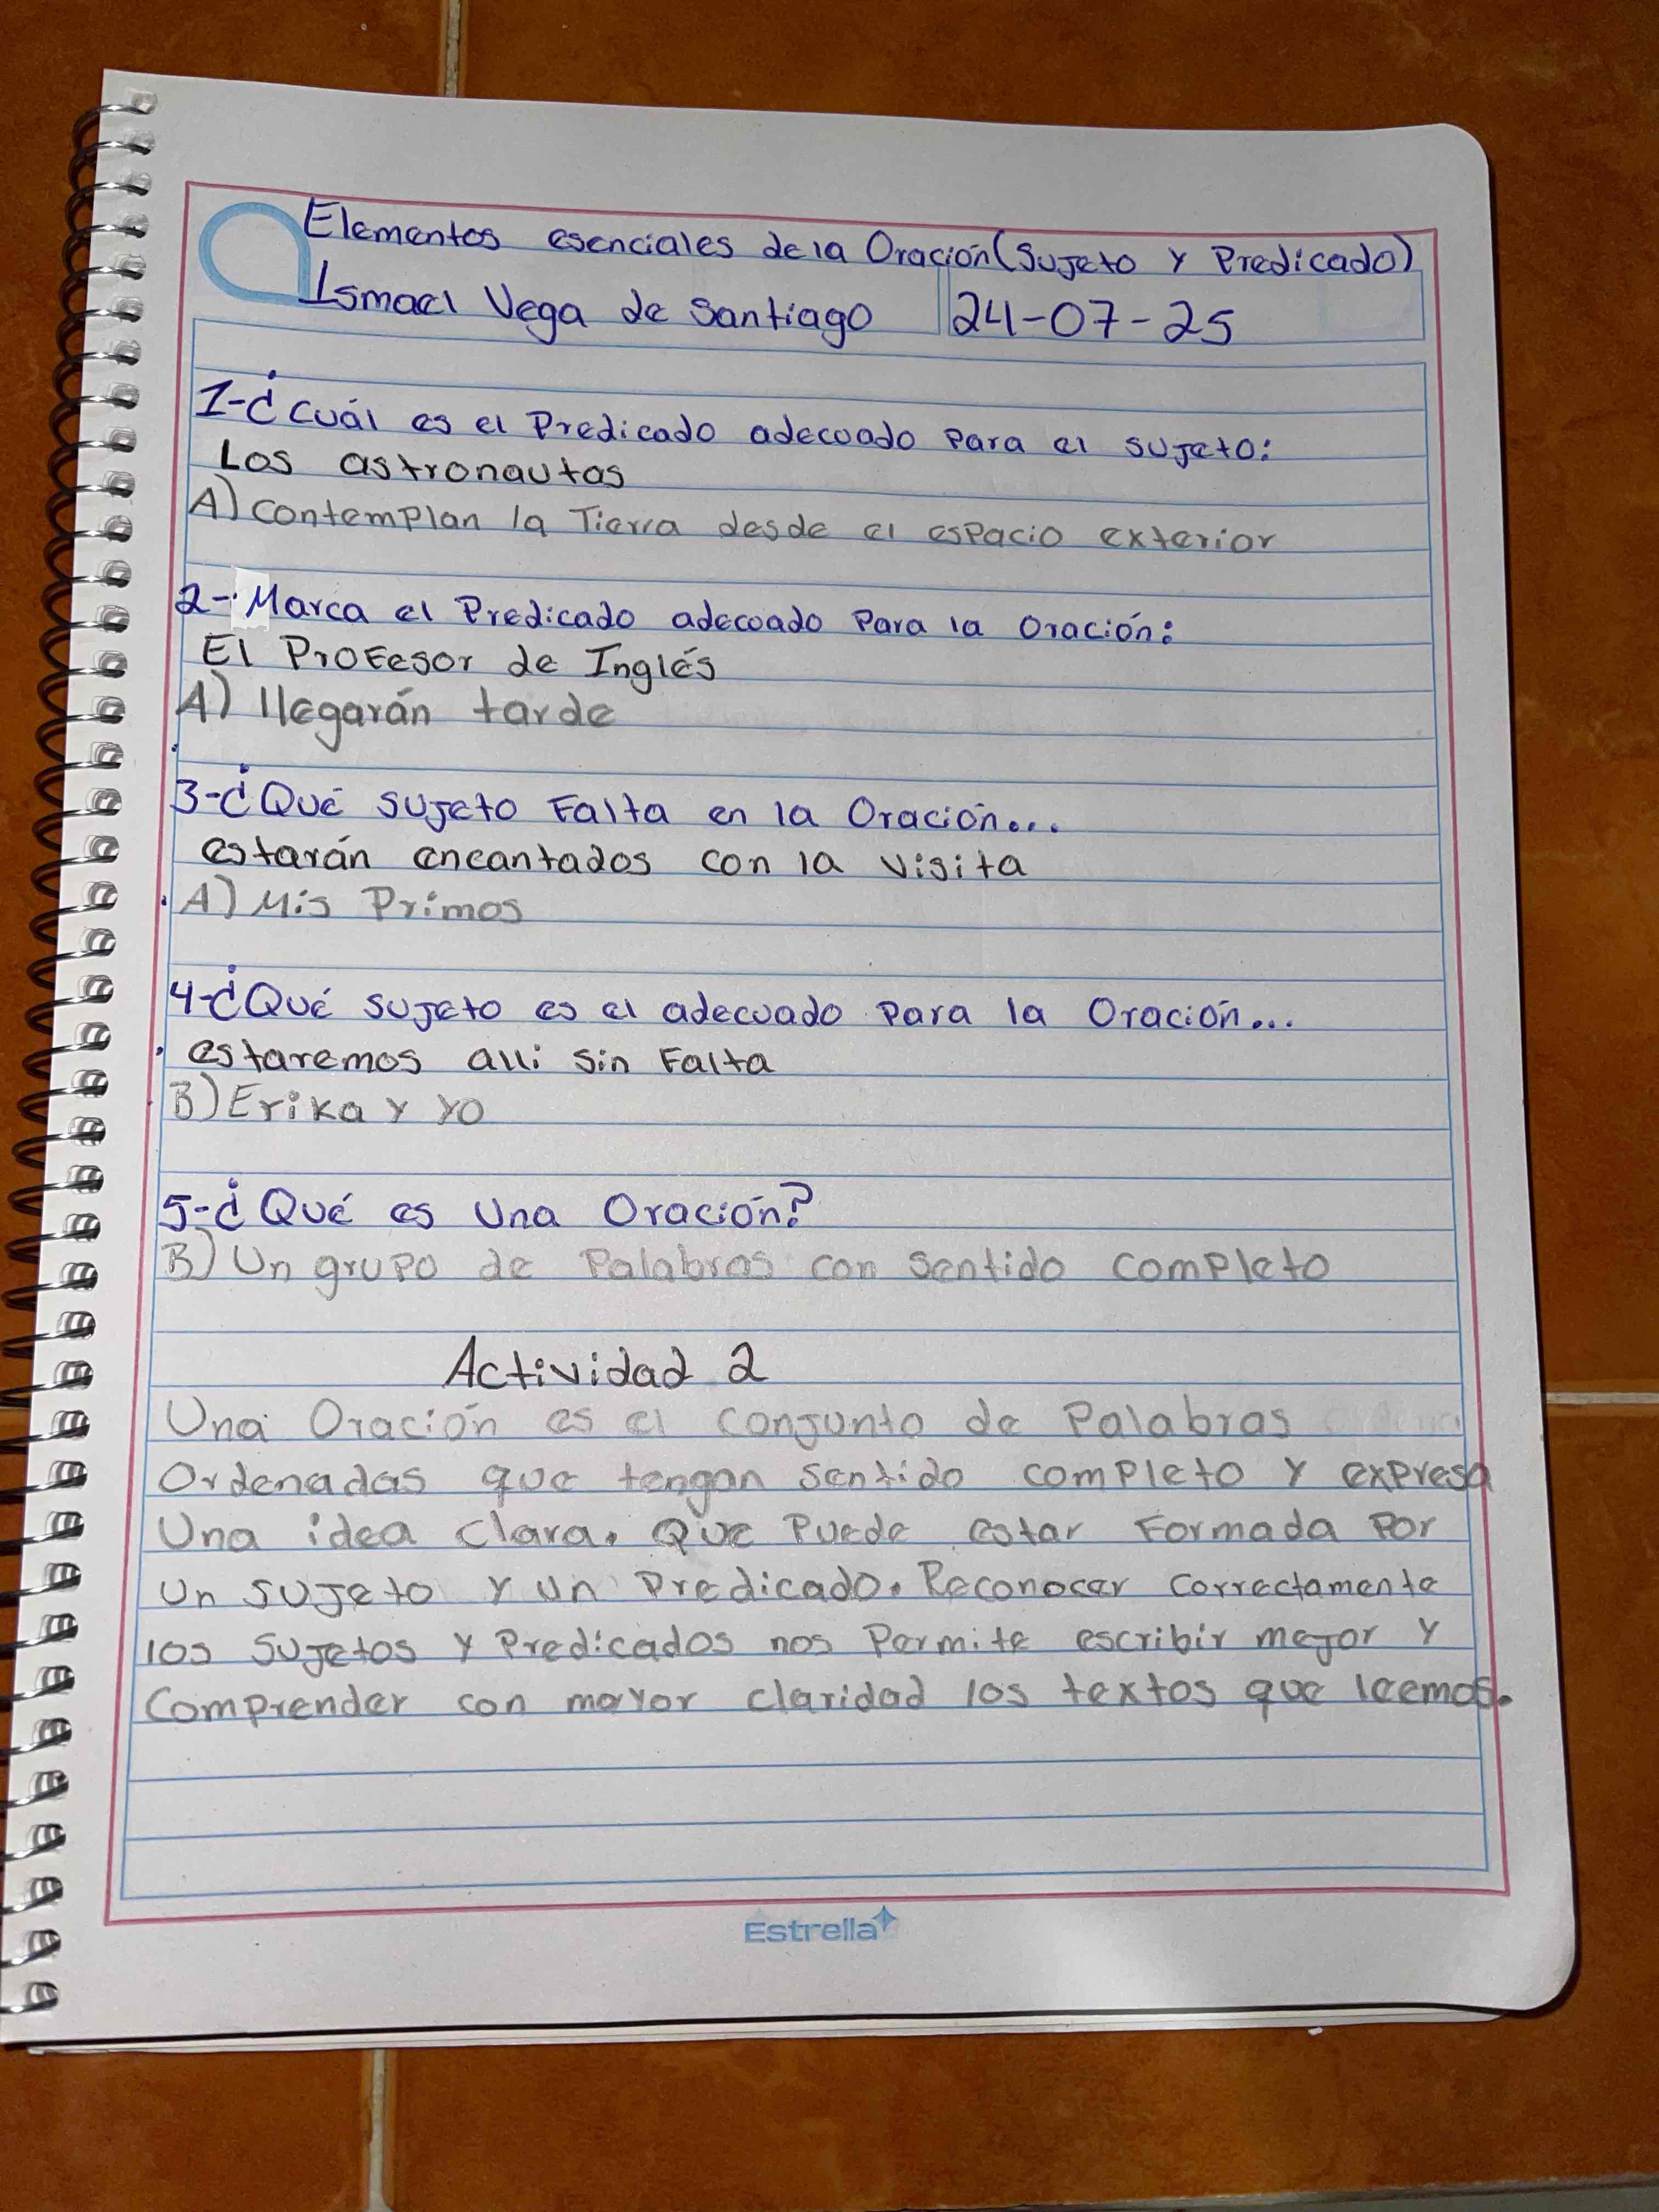 Elementos esenciales de la Oración (Sujeto y Predicado)
Ismael Vega de Santiago 24-07-25
1-¿Cuál es el Predicado adecuado para el sujeto:
Los astronautas
A) Contemplan la Tierra desde el espacio exterior
2-. Marca el Predicado adecuado para la Oración:
El Profesor de Inglés
A) llegarán tarde
3-¿Qué sujeto Falta en la Oración...
estarán encantados con la visita
A) Mis Primos
4-¿Qué sujeto es el adecuado para la Oración...
estaremos alli sin Falta
B) Erika y yo
5-¿Qué es una Oración?
B) Un grupo de Palabras con sentido completo
Actividad 2
Una Oración es el conjunto de Palabras
Ordenadas que tengan sentido completo y expresa
Una idea clara. Que Puede estar Formada Por
Un sujeto y un Predicado. Reconocer correctamente
los sujetos y Predicados nos Permite escribir mejor y
Comprender con mayor claridad los textos que leemos.
Estrella